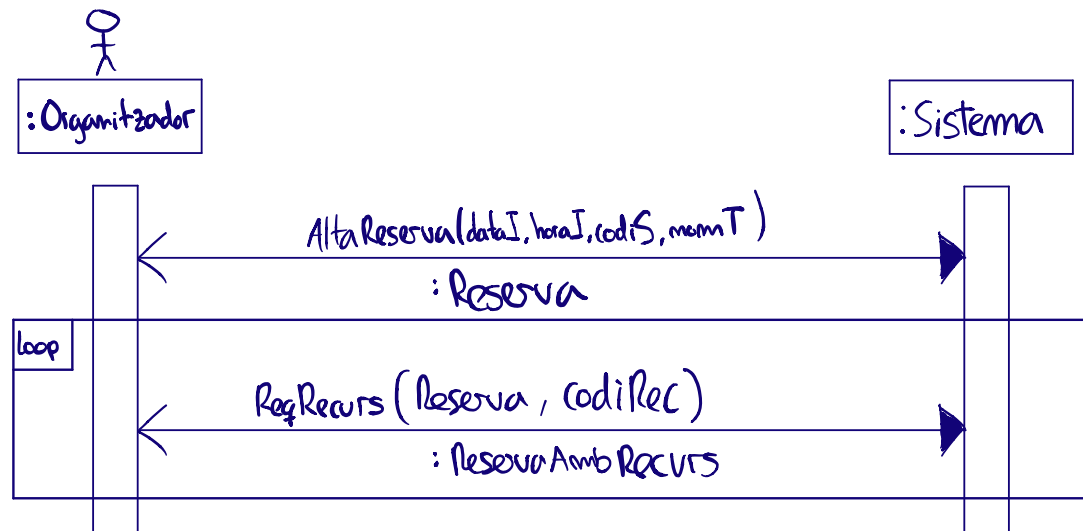 :Organitzador
:Sistema
AltaReserva(dataI, horaI, codiS, nomT)
:Reserva
loop
ReqRecurs(Reserva, codiRec)
:ReservaAmbRecurs